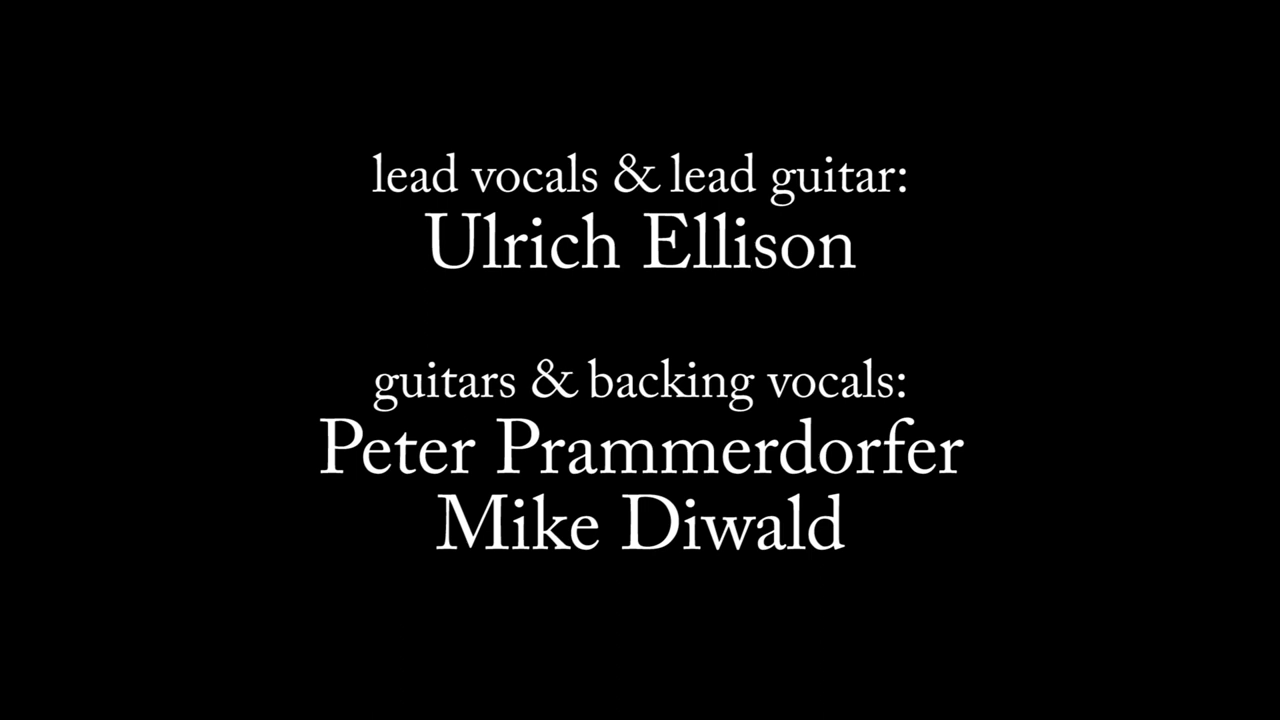 lead vocals & lead guitar:
Ulrich Ellison
guitars & backing vocals:
Peter Prammerdorfer
Mike Diwald